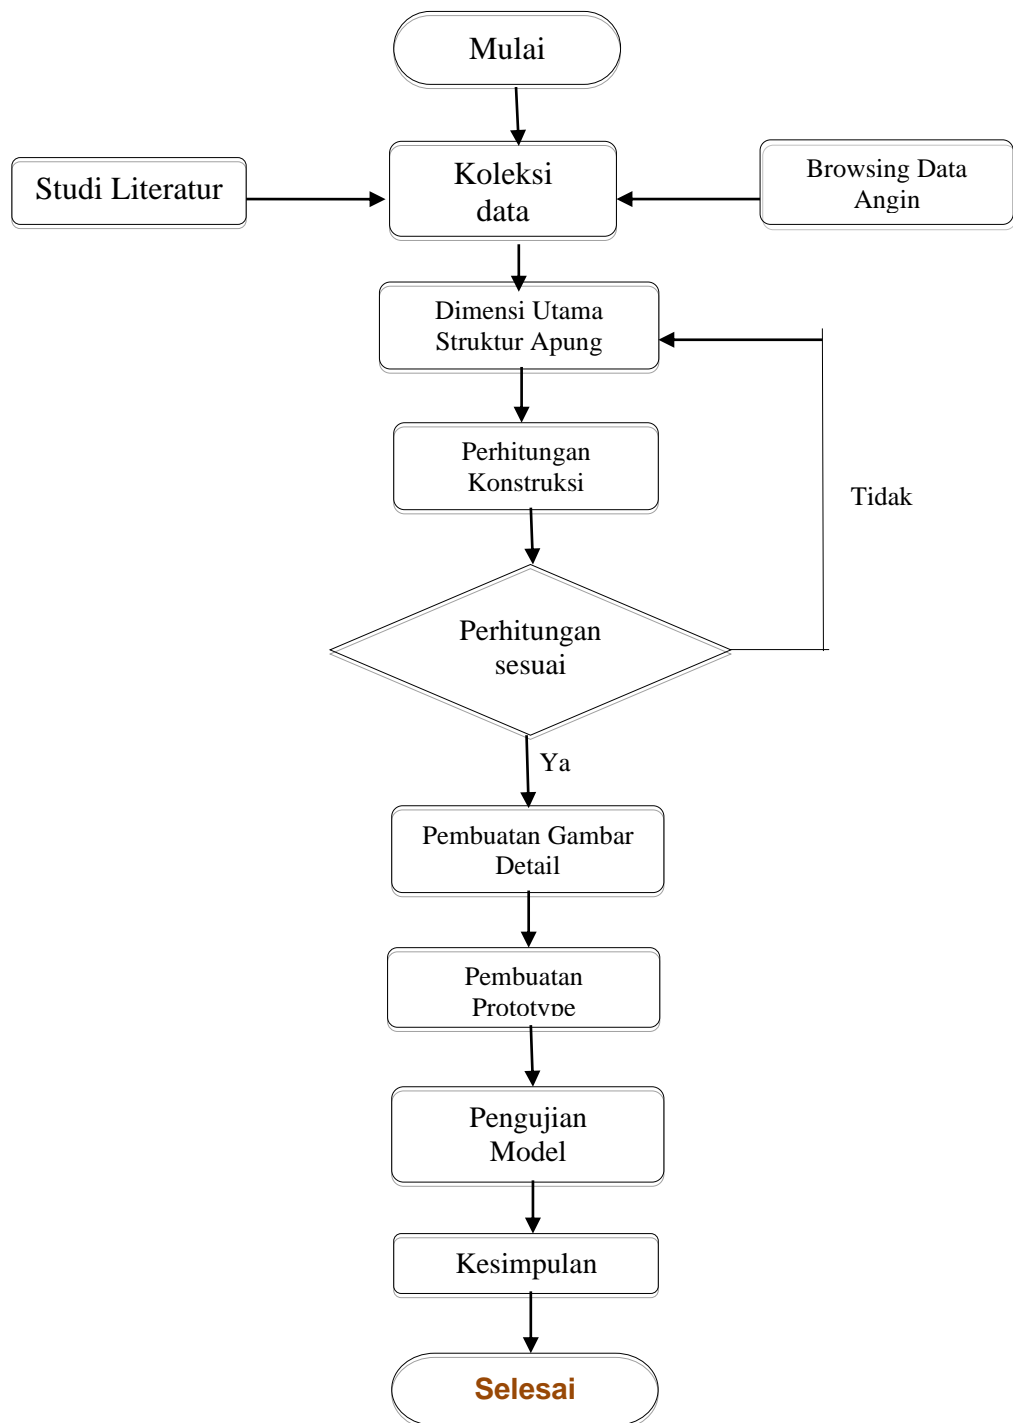 Mulai
Studi Literatur
Koleksi
data
Browsing Data
Angin
Dimensi Utama
Struktur Apung
Perhitungan
Konstruksi
Tidak
Perhitungan
sesuai
Ya
Pembuatan Gambar
Detail
Pembuatan
Prototype
Pengujian
Model
Kesimpulan
Selesai